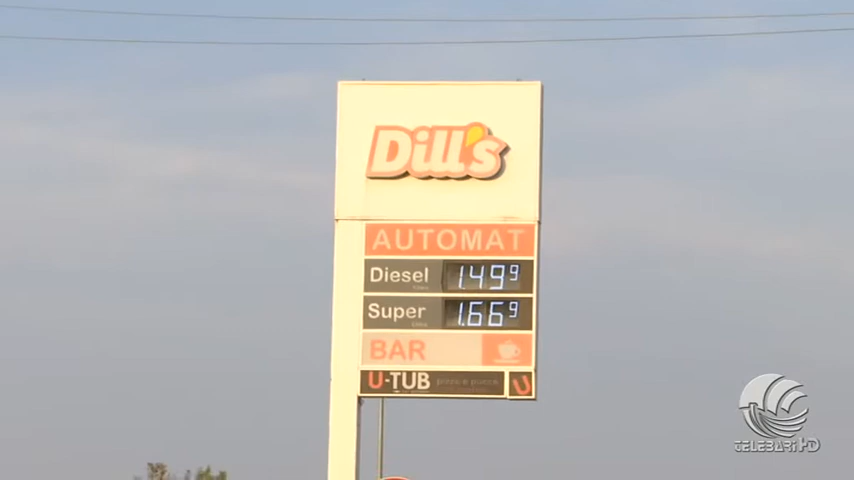 Dill's
AUTOMAT
Diesel 1.49 9
Super 1.66 9
BAR
U-TUB U
TELEBARI HD